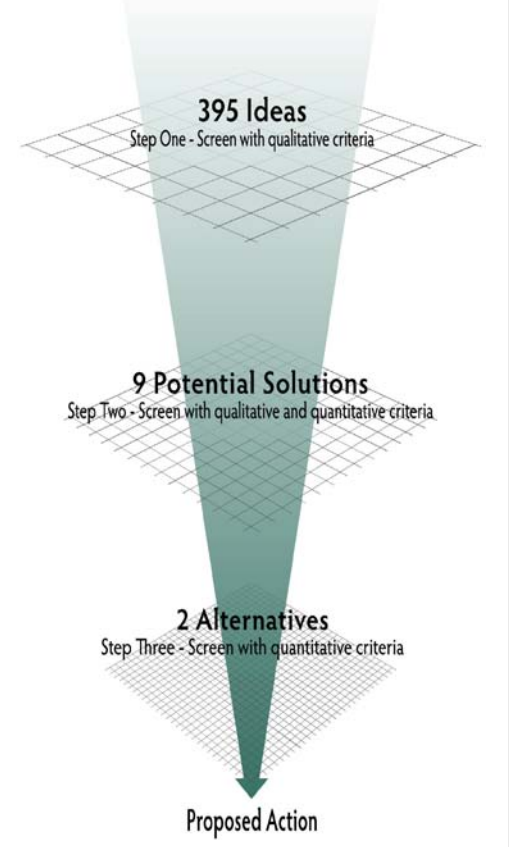 395 Ideas
Step One - Screen with qualitative criteria
9 Potential Solutions
Step Two - Screen with qualitative and quantitative criteria
2 Alternatives
Step Three - Screen with quantitative criteria
Proposed Action